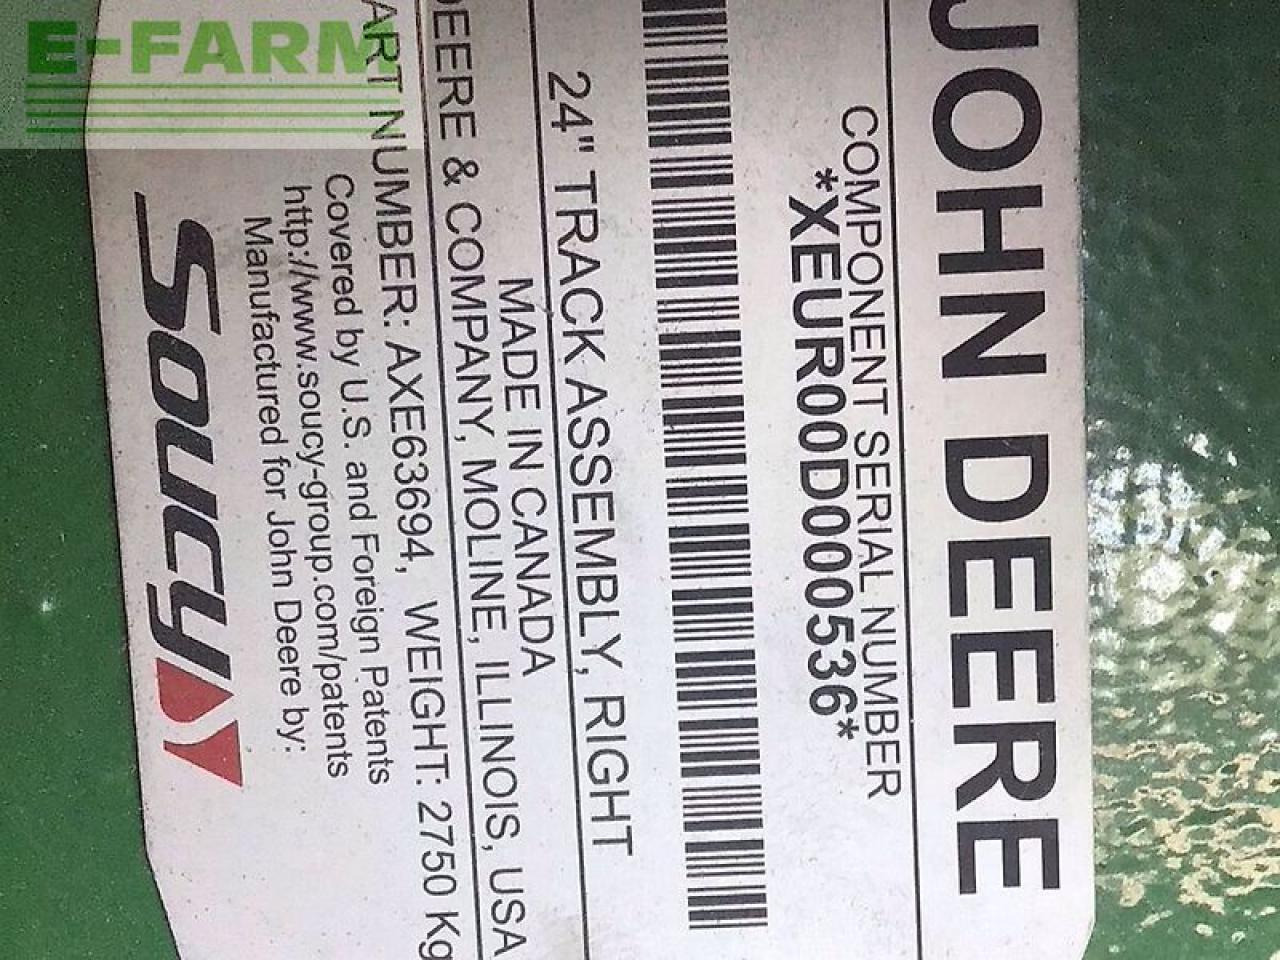 E-FARM
JOHN DEERE
COMPONENT SERIAL NUMBER
*XEUR00D000536*
24" TRACK ASSEMBLY, RIGHT
MADE IN CANADA
DEERE & COMPANY, MOLINE, ILLINOIS, USA
ART NUMBER: AXE63694, WEIGHT: 2750 Kg
Covered by U.S. and Foreign Patents
http://www.soucy-group.com/patents
Manufactured for John Deere by:
SOUCY